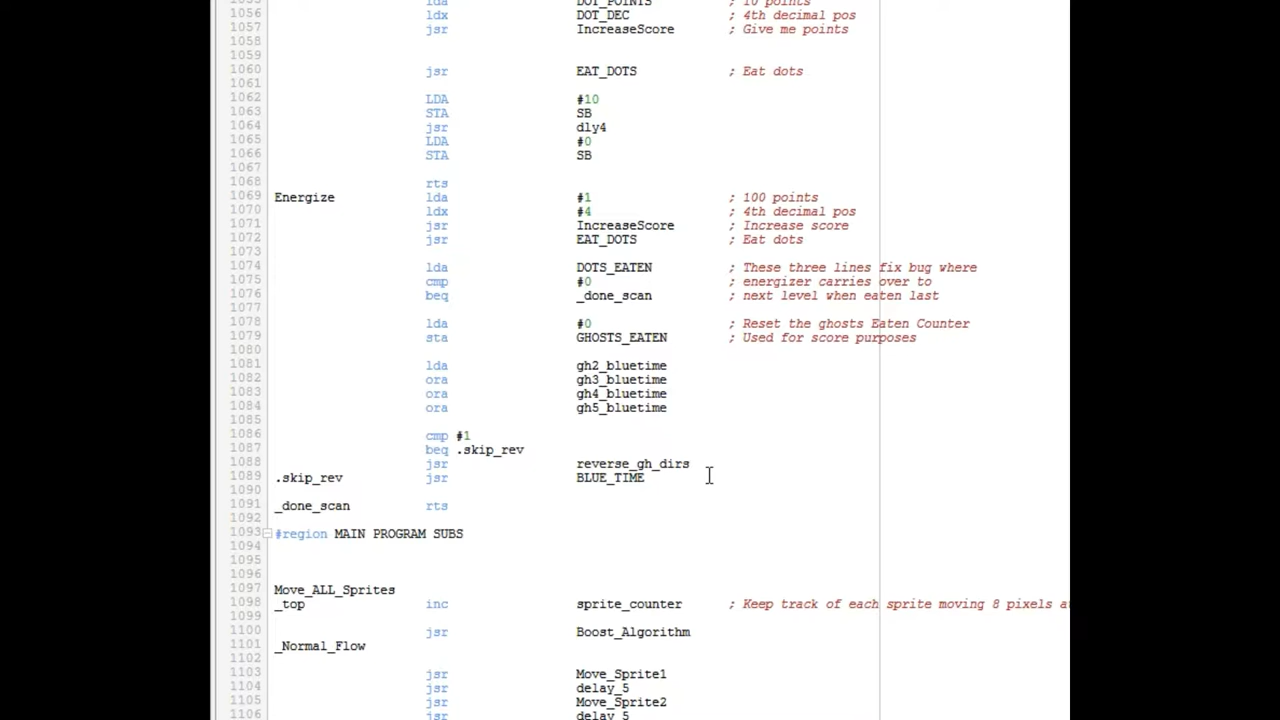 1055 lda DOT_POINTS ; 10 points
1056 ldx DOT_DEC ; 4th decimal pos
1057 jsr IncreaseScore ; Give me points
1058
1059
1060 jsr EAT_DOTS ; Eat dots
1061
1062 LDA #10
1063 STA SB
1064 jsr dly4
1065 LDA #0
1066 STA SB
1067
1068 rts
1069 Energize lda #1 ; 100 points
1070 ldx #4 ; 4th decimal pos
1071 jsr IncreaseScore ; Increase score
1072 jsr EAT_DOTS ; Eat dots
1073
1074 lda DOTS_EATEN ; These three lines fix bug where
1075 cmp #0 ; energizer carries over to
1076 beq _done_scan ; next level when eaten last
1077
1078 lda #0 ; Reset the ghosts Eaten Counter
1079 sta GHOSTS_EATEN ; Used for score purposes
1080
1081 lda gh2_bluetime
1082 ora gh3_bluetime
1083 ora gh4_bluetime
1084 ora gh5_bluetime
1085
1086 cmp #1
1087 beq .skip_rev
1088 jsr reverse_gh_dirs
1089 .skip_rev jsr BLUE_TIME
1090
1091 _done_scan rts
1092
1093 #region MAIN PROGRAM SUBS
1094
1095
1096
1097 Move_ALL_Sprites
1098 _top inc sprite_counter ; Keep track of each sprite moving 8 pixels a
1099
1100 jsr Boost_Algorithm
1101 _Normal_Flow
1102
1103 jsr Move_Sprite1
1104 jsr delay_5
1105 jsr Move_Sprite2
1106 jsr delay_5